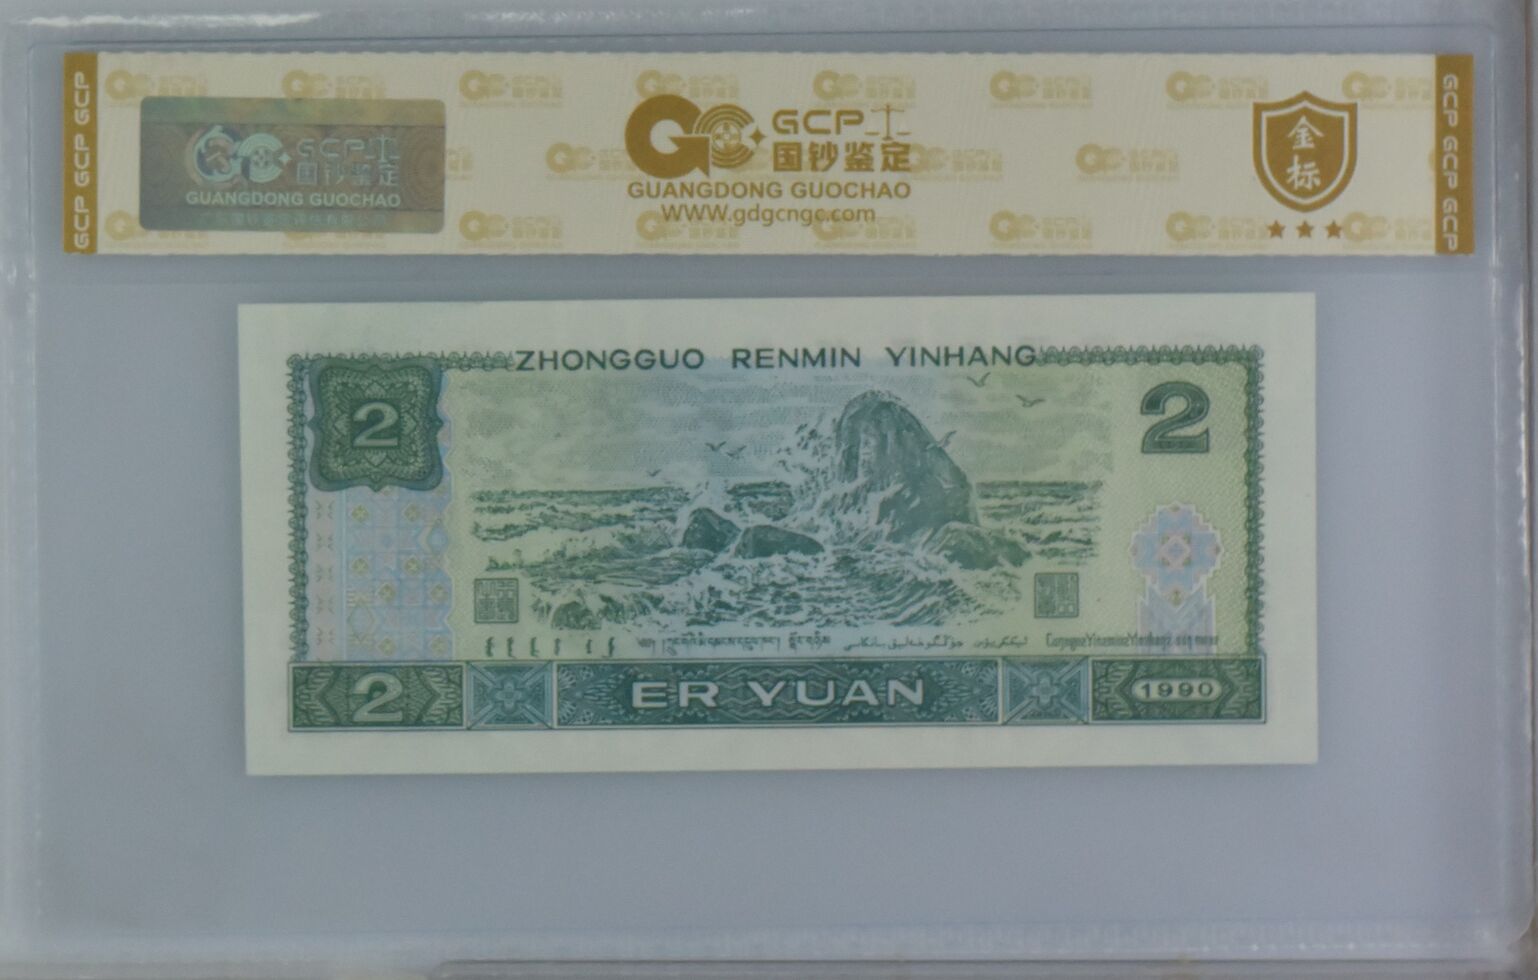 GCP GCP GCP
GCP 国钞鉴定
GUANGDONG GUOCHAO
GCP
国钞鉴定
GUANGDONG GUOCHAO
WWW.gdgcngc.com
金
标
GCP GCP GCP
ZHONGGUO RENMIN YINHANG
2
2
2
ER YUAN
1990